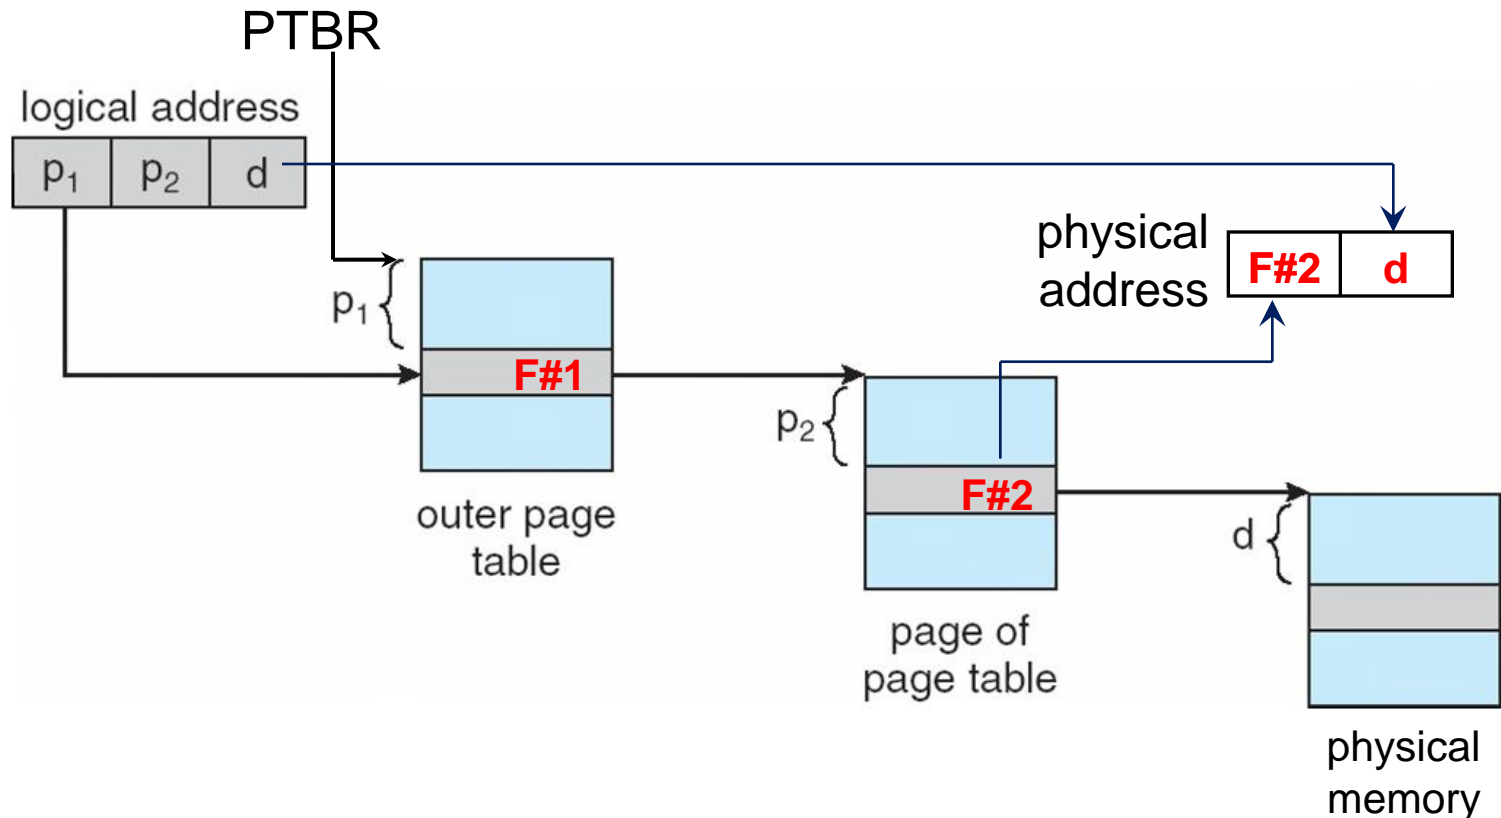 PTBR
logical address
p₁ p₂ d
physical
address
F#2 d
p₁
F#1
p₂
outer page
table
F#2
d
page of
page table
physical
memory